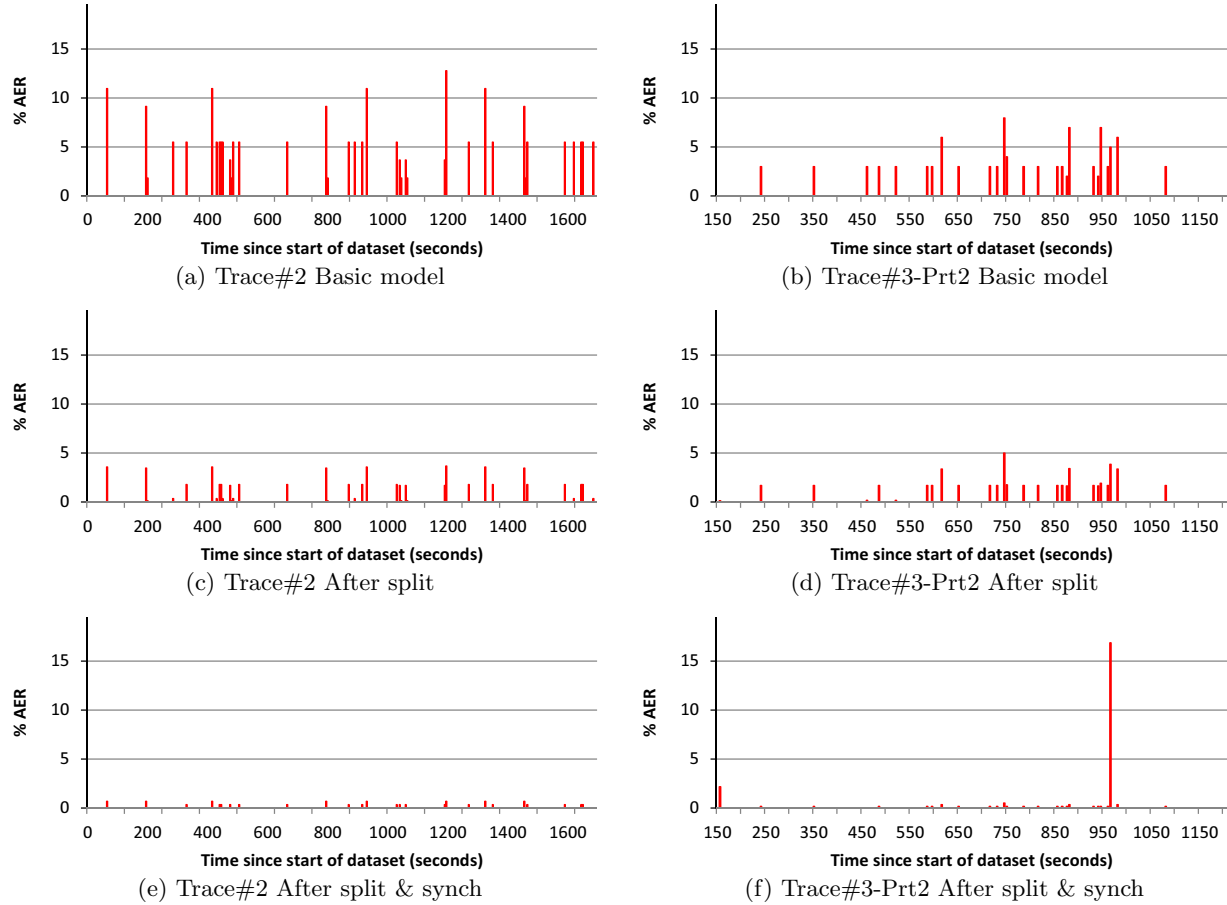 15
10
5
0
% AER
0 200 400 600 800 1000 1200 1400 1600
Time since start of dataset (seconds)
(a) Trace#2 Basic model
15
10
5
0
% AER
150 250 350 450 550 650 750 850 950 1050 1150
Time since start of dataset (seconds)
(b) Trace#3-Prt2 Basic model
15
10
5
0
% AER
0 200 400 600 800 1000 1200 1400 1600
Time since start of dataset (seconds)
(c) Trace#2 After split
15
10
5
0
% AER
150 250 350 450 550 650 750 850 950 1050 1150
Time since start of dataset (seconds)
(d) Trace#3-Prt2 After split
15
10
5
0
% AER
0 200 400 600 800 1000 1200 1400 1600
Time since start of dataset (seconds)
(e) Trace#2 After split & synch
15
10
5
0
% AER
150 250 350 450 550 650 750 850 950 1050 1150
Time since start of dataset (seconds)
(f) Trace#3-Prt2 After split & synch